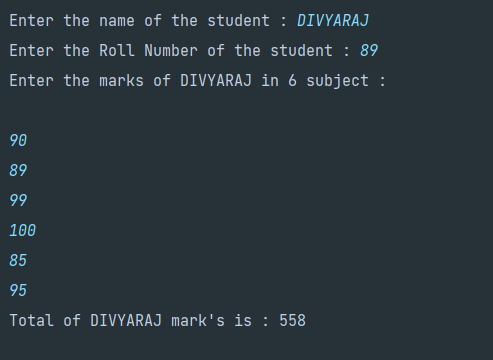 Enter the name of the student : DIVYARAJ
Enter the Roll Number of the student : 89
Enter the marks of DIVYARAJ in 6 subject :
90
89
99
100
85
95
Total of DIVYARAJ mark's is : 558